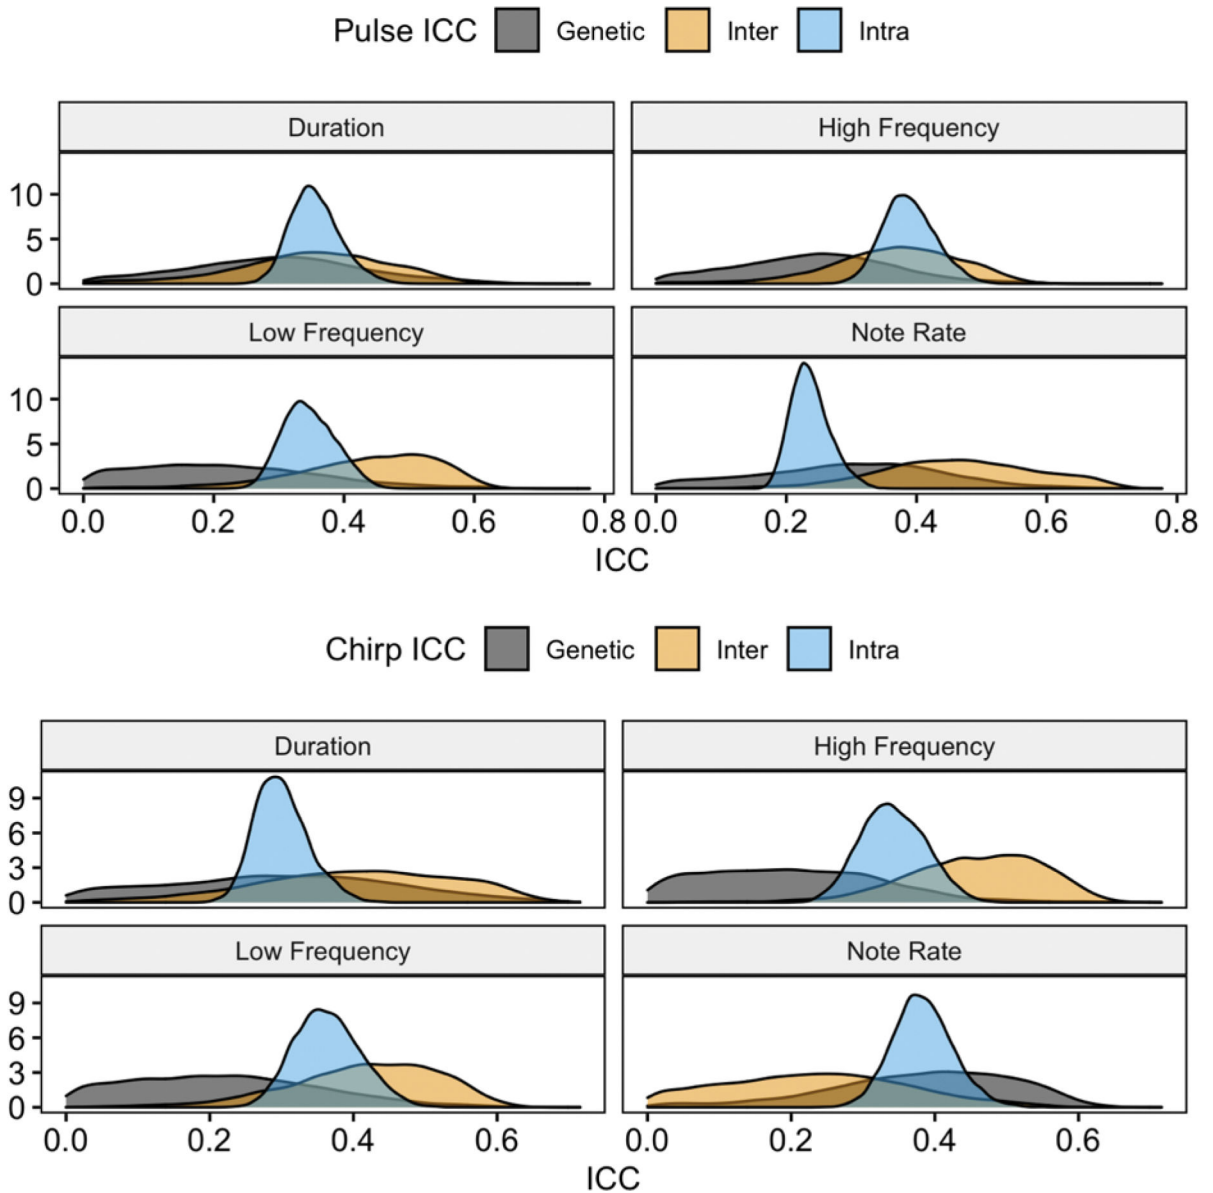 Pulse ICC Genetic Inter Intra
Duration High Frequency
10
5
0
Low Frequency Note Rate
10
5
0
0.0 0.2 0.4 0.6 0.8 0.0 0.2 0.4 0.6 0.8
ICC
Chirp ICC Genetic Inter Intra
Duration High Frequency
9
6
3
0
Low Frequency Note Rate
9
6
3
0
0.0 0.2 0.4 0.6 0.0 0.2 0.4 0.6
ICC